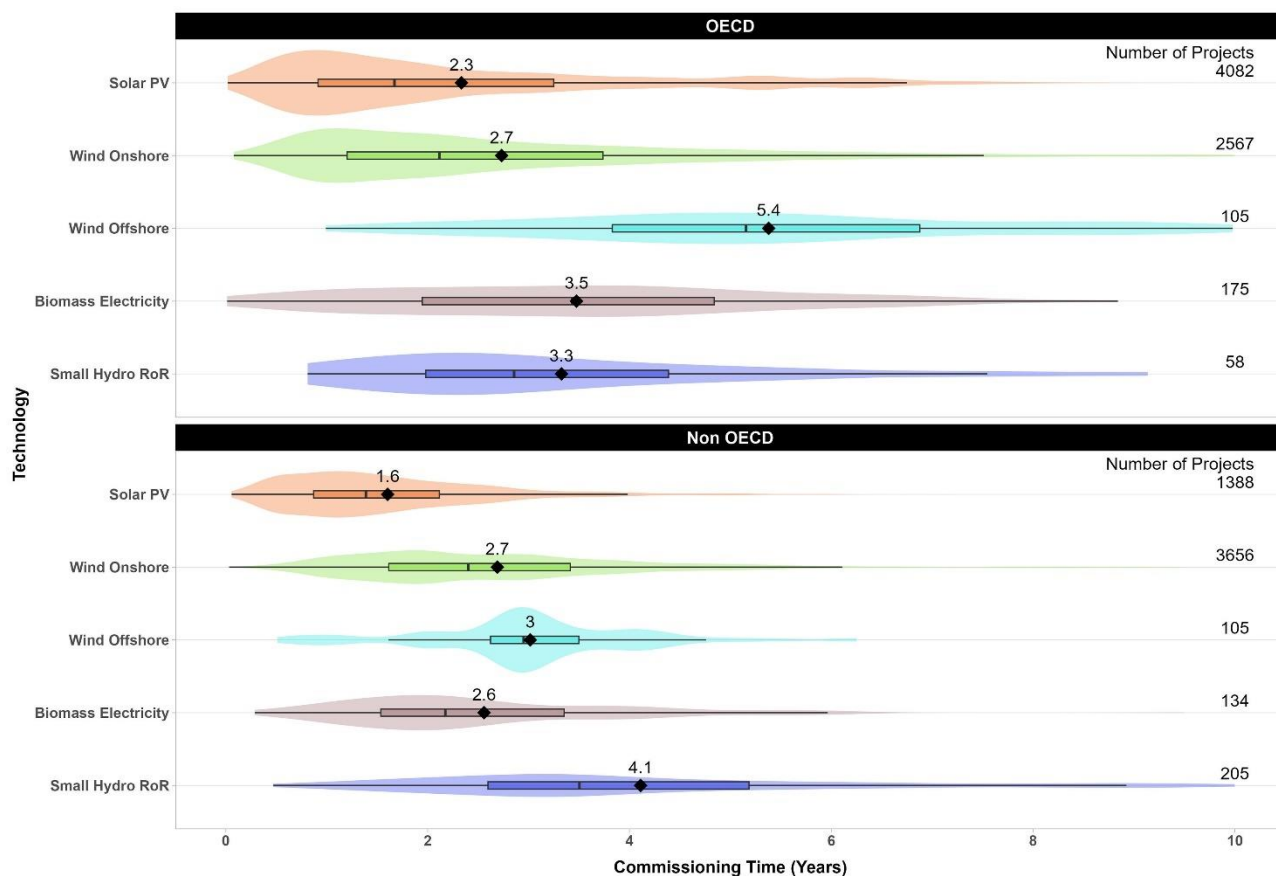 OECD
Number of Projects
Solar PV
2.3
4082
Wind Onshore
2.7
2567
Wind Offshore
5.4
105
Biomass Electricity
3.5
175
Small Hydro RoR
3.3
58
Technology
Non OECD
Number of Projects
Solar PV
1.6
1388
Wind Onshore
2.7
3656
Wind Offshore
3
105
Biomass Electricity
2.6
134
Small Hydro RoR
4.1
205
0 2 4 6 8 10
Commissioning Time (Years)